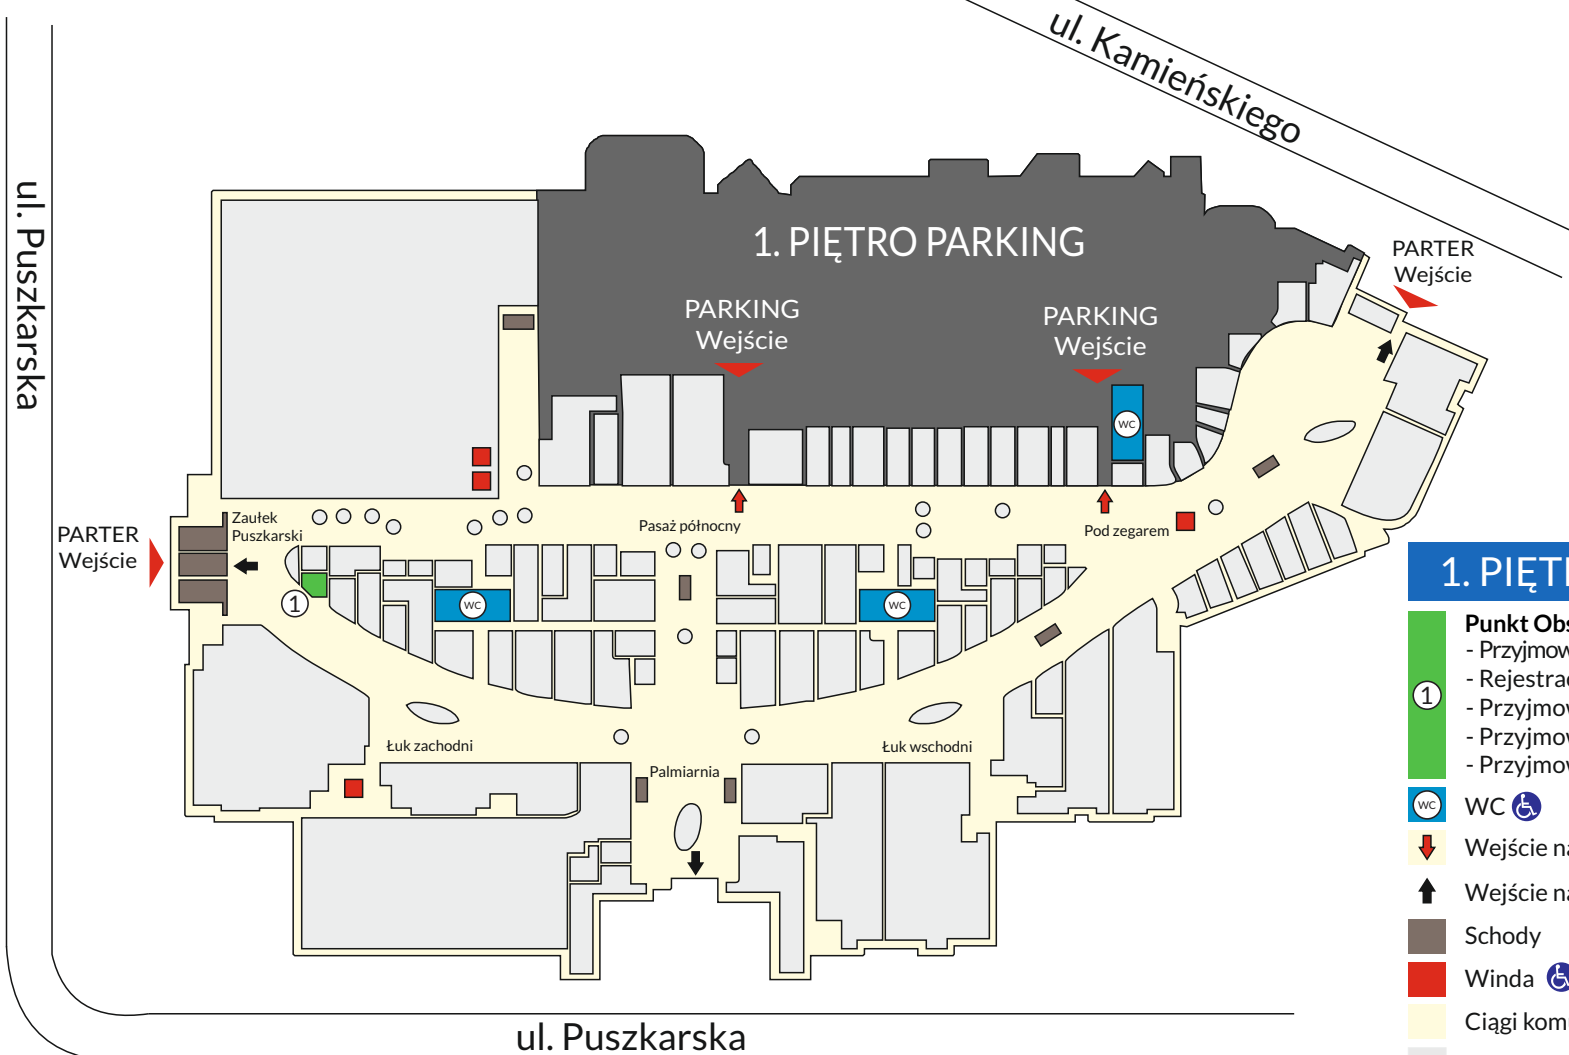 ul. Kamieńskiego
ul. Puszkarska
1. PIĘTRO PARKING
PARTER
Wejście
PARKING
Wejście
PARKING
Wejście
WC
Zaułek
Puszkarski
PARTER
Wejście
Pasaż północny
Pod zegarem
1
WC
WC
Łuk zachodni
Łuk wschodni
Palmiarnia
ul. Puszkarska
1. PIĘT
Punkt Obs
- Przyjmow
- Rejestra
- Przyjmow
- Przyjmow
- Przyjmow
1
WC
WC
Wejście na
Wejście na
Schody
Winda
Ciągi komu